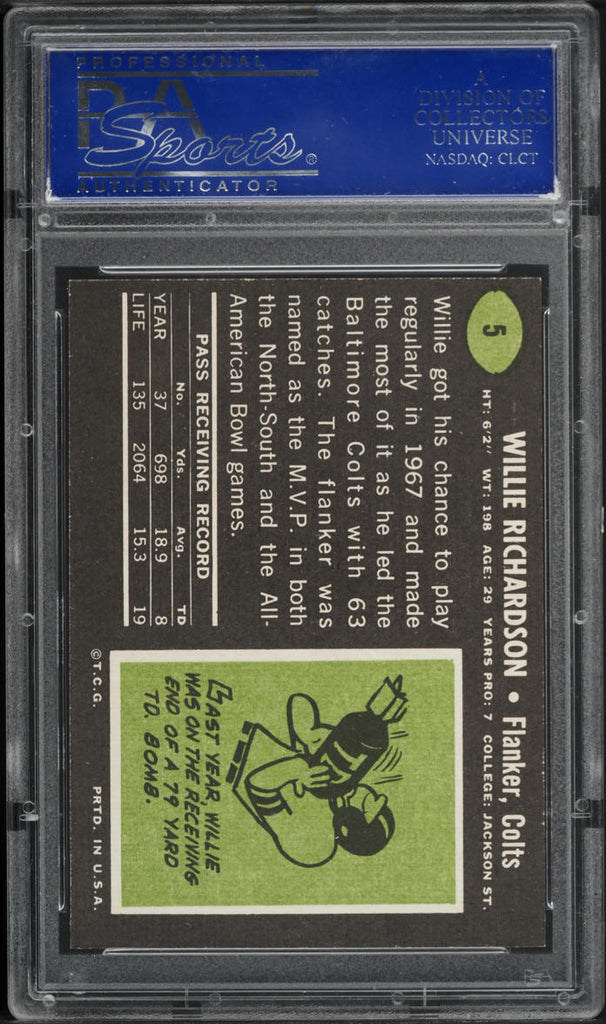 PROFESSIONAL
PSA
Sports®
AUTHENTICATOR
A
DIVISION OF
COLLECTORS
UNIVERSE
NASDAQ: CLCT
5
WILLIE RICHARDSON • Flanker, Colts
HT: 6'2" WT: 198 AGE: 29 YEARS PRO: 7 COLLEGE: JACKSON ST.
Willie got his chance to play
regularly in 1967 and made
the most of it as he led the
Baltimore Colts with 63
catches. The flanker was
named as the M.V.P. in both
the North-South and the All-
American Bowl games.
PASS RECEIVING RECORD
No. Yds. Avg. TD
YEAR 37 698 18.9 8
LIFE 135 2064 15.3 19
LAST YEAR, WILLIE
WAS ON THE RECEIVING
END OF A 79 YARD
TD. BOMB.
©T.C.G. PRTD. IN U.S.A.